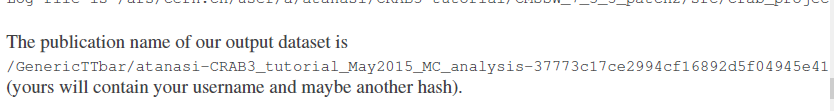 The publication name of our output dataset is
/GenericTTbar/atanasi-CRAB3_tutorial_May2015_MC_analysis-37773c17ce2994cf16892d5f04945e41
(yours will contain your username and maybe another hash).